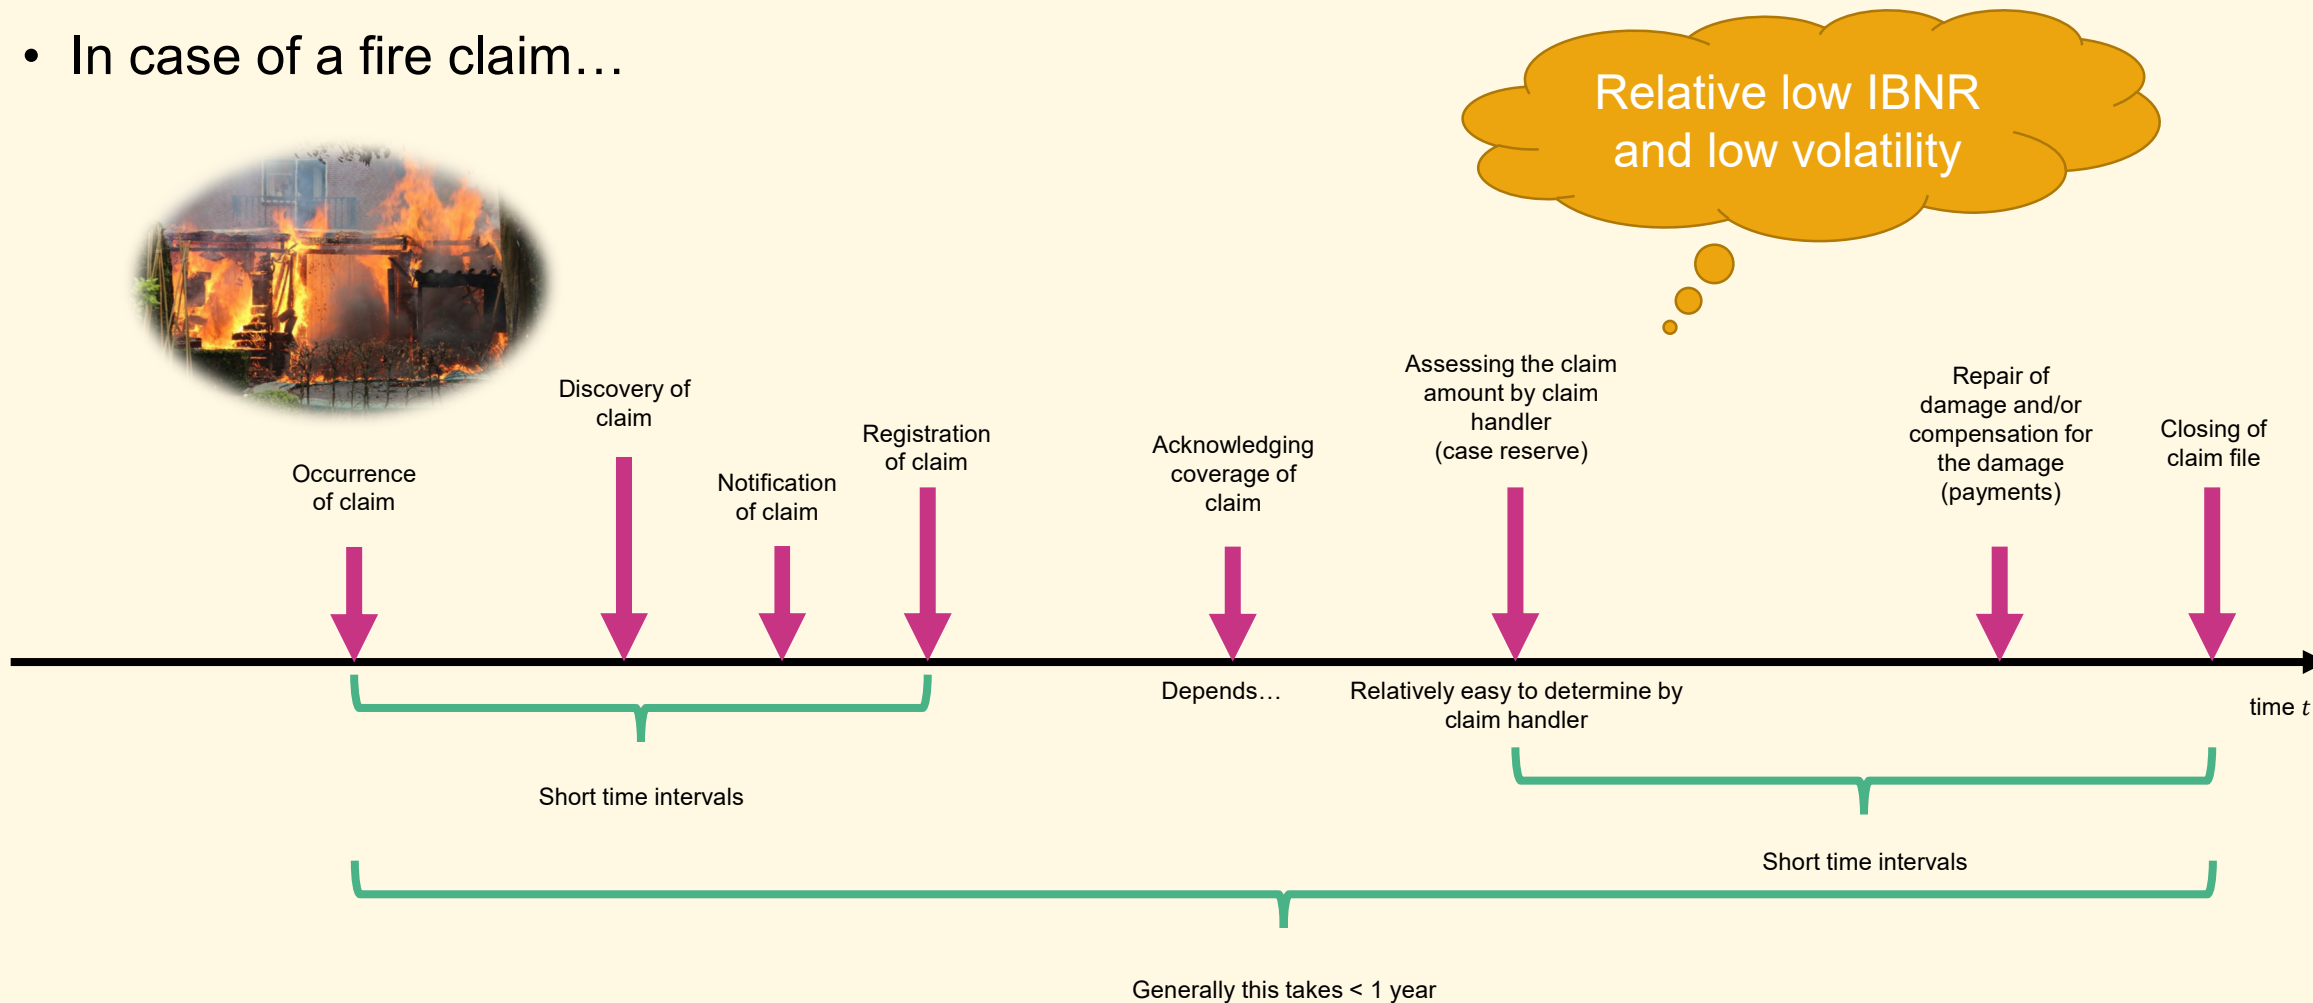 • In case of a fire claim…
Relative low IBNR
and low volatility
Occurrence
of claim
Discovery of
claim
Notification
of claim
Registration
of claim
Acknowledging
coverage of
claim
Assessing the claim
amount by claim
handler
(case reserve)
Repair of
damage and/or
compensation for
the damage
(payments)
Closing of
claim file
Depends…
Relatively easy to determine by
claim handler
time t
Short time intervals
Short time intervals
Generally this takes < 1 year